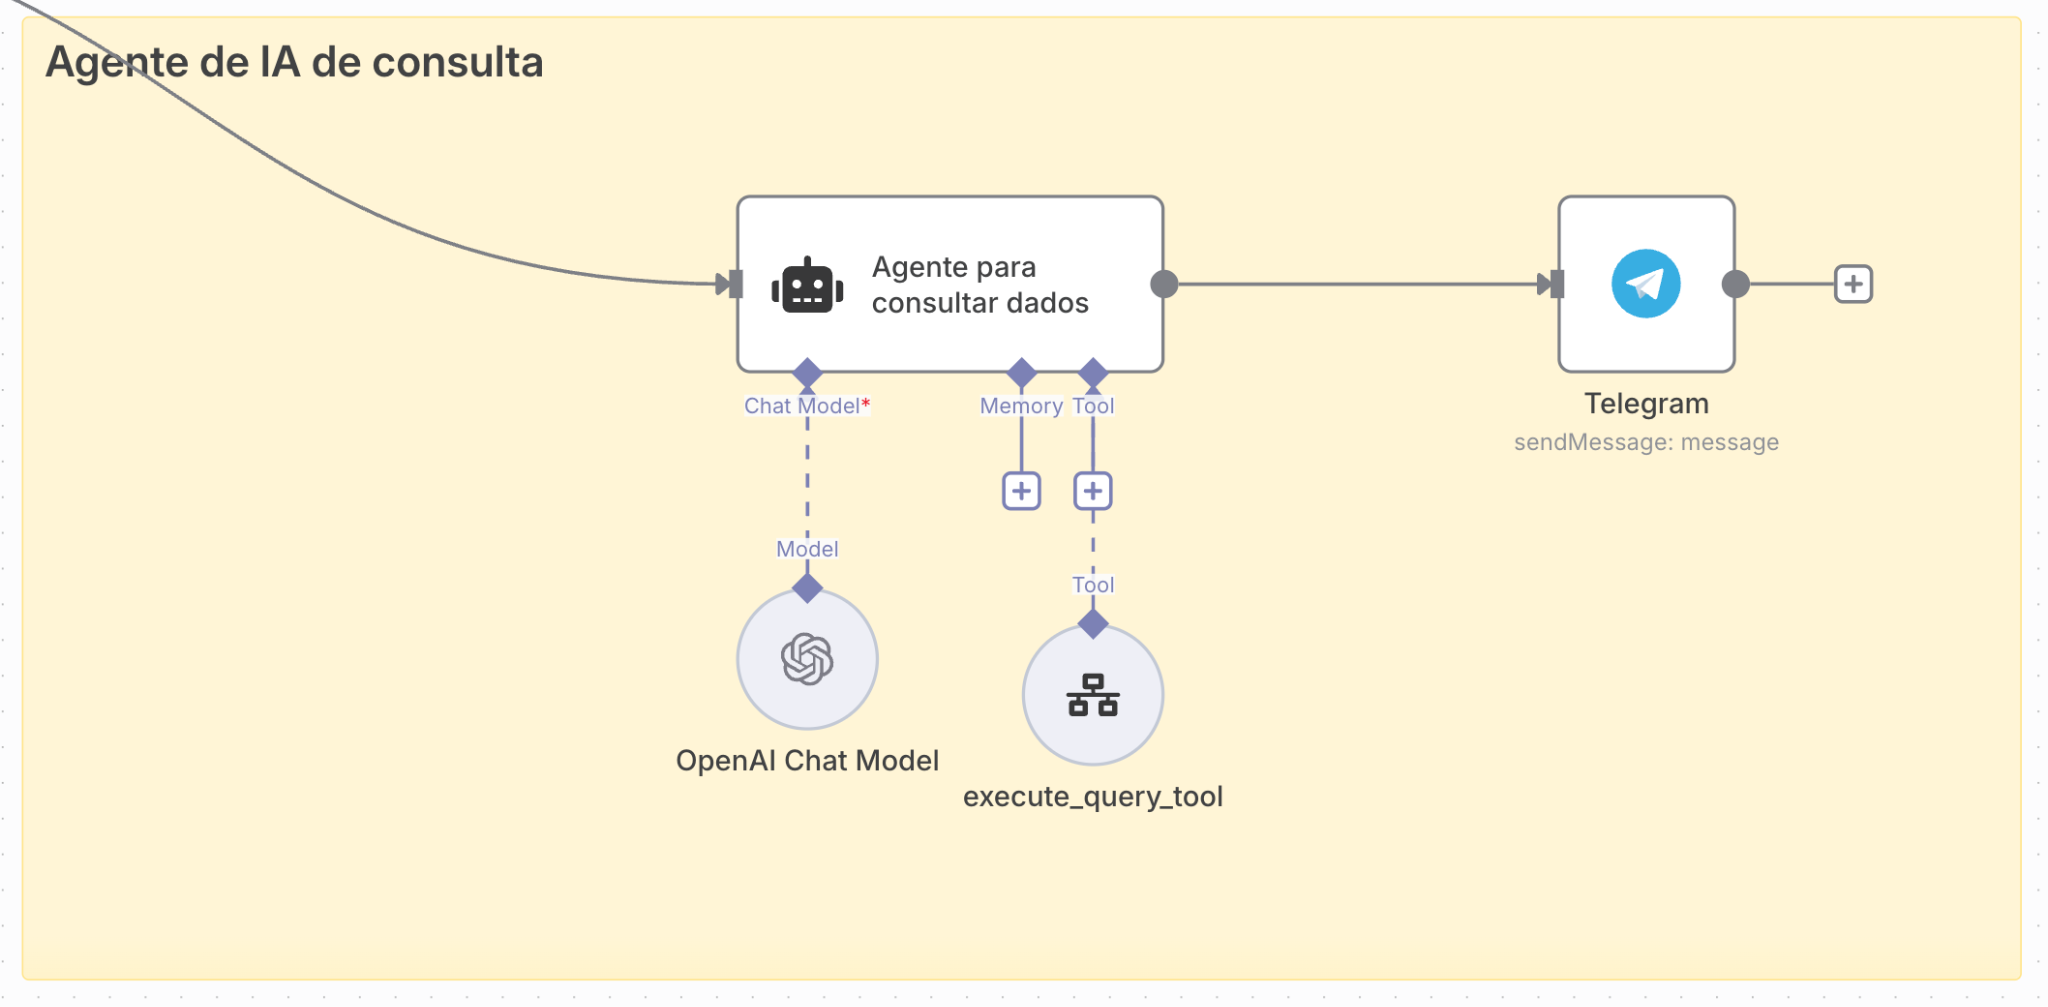 Agente de IA de consulta
Agente para
consultar dados
Chat Model*
Memory
Tool
Telegram
sendMessage: message
Model
Tool
OpenAI Chat Model
execute_query_tool